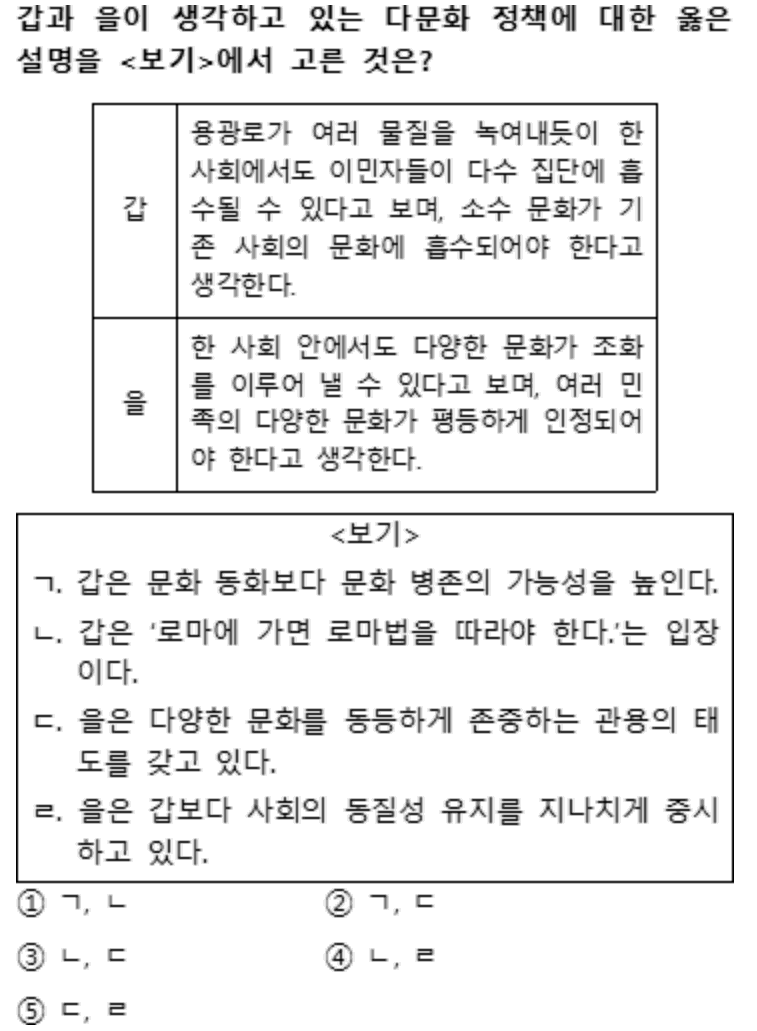 갑과 을이 생각하고 있는 다문화 정책에 대한 옳은
설명을 <보기>에서 고른 것은?
용광로가 여러 물질을 녹여내듯이 한
사회에서도 이민자들이 다수 집단에 흡
갑
수될 수 있다고 보며, 소수 문화가 기
존 사회의 문화에 흡수되어야 한다고
생각한다.
한 사회 안에서도 다양한 문화가 조화
를 이루어 낼 수 있다고 보며, 여러 민
을
족의 다양한 문화가 평등하게 인정되어
야 한다고 생각한다.
<보기>
ㄱ. 갑은 문화 동화보다 문화 병존의 가능성을 높인다.
ㄴ. 갑은 '로마에 가면 로마법을 따라야 한다.'는 입장
이다.
ㄷ. 을은 다양한 문화를 동등하게 존중하는 관용의 태
도를 갖고 있다.
ㄹ. 을은 갑보다 사회의 동질성 유지를 지나치게 중시
하고 있다.
① ㄱ, ㄴ ② ㄱ, ㄷ
③ ㄴ, ㄷ ④ ㄴ, ㄹ
⑤ ㄷ, ㄹ